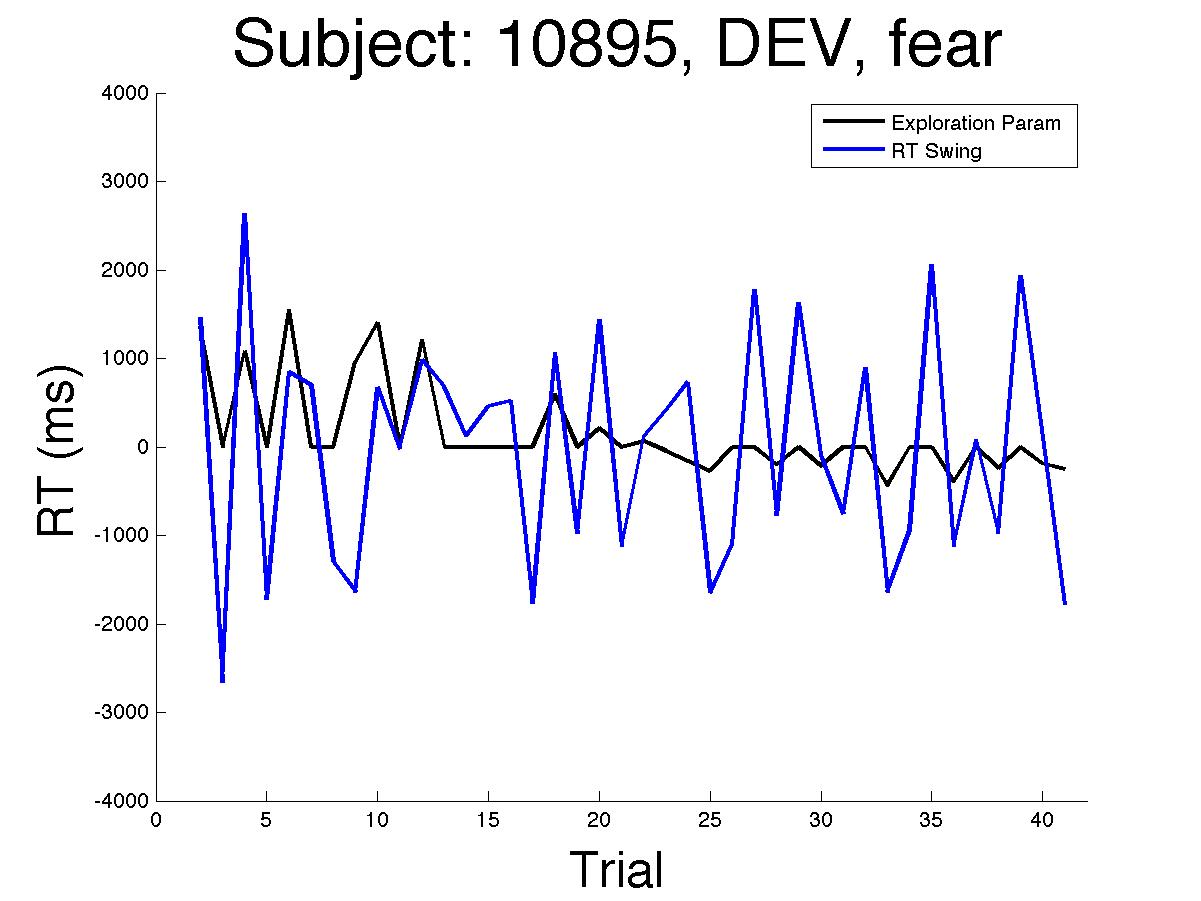 Subject: 10895, DEV, fear
4000
3000
2000
1000
0
-1000
-2000
-3000
-4000
RT (ms)
Exploration Param
RT Swing
0 5 10 15 20 25 30 35 40
Trial